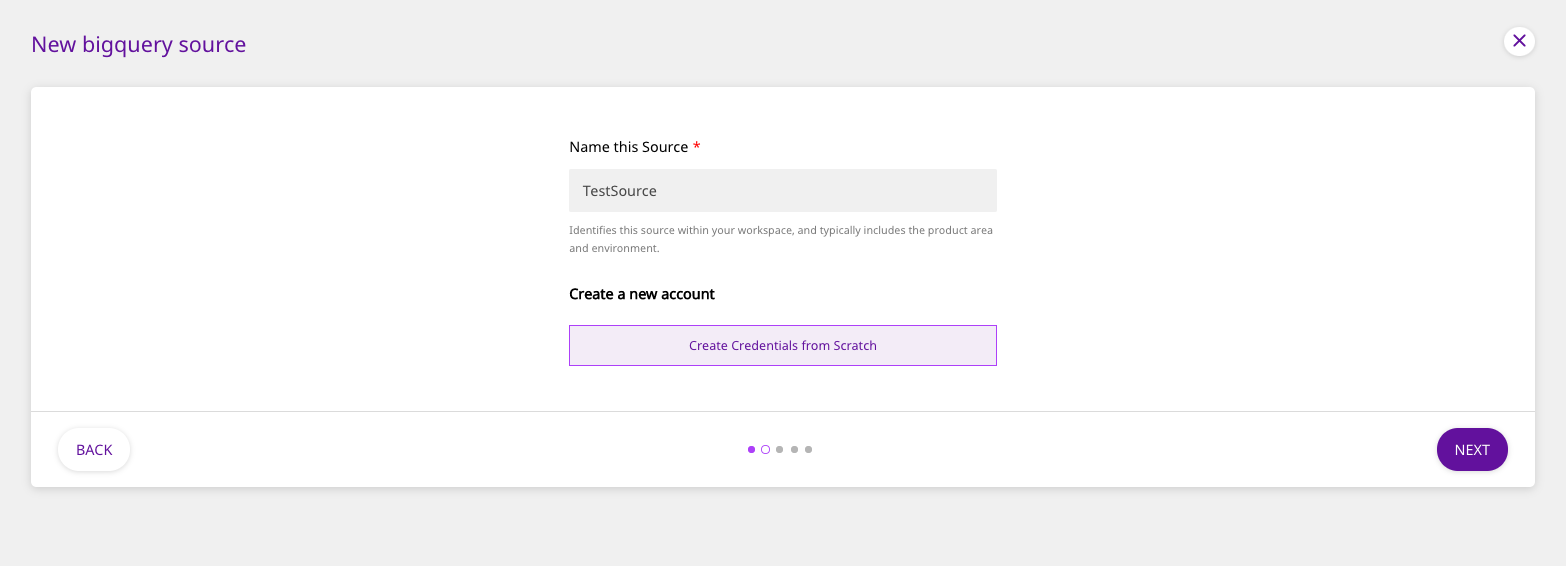 New bigquery source
Name this Source *
TestSource
Identifies this source within your workspace, and typically includes the product area
and environment.
Create a new account
Create Credentials from Scratch
BACK
NEXT